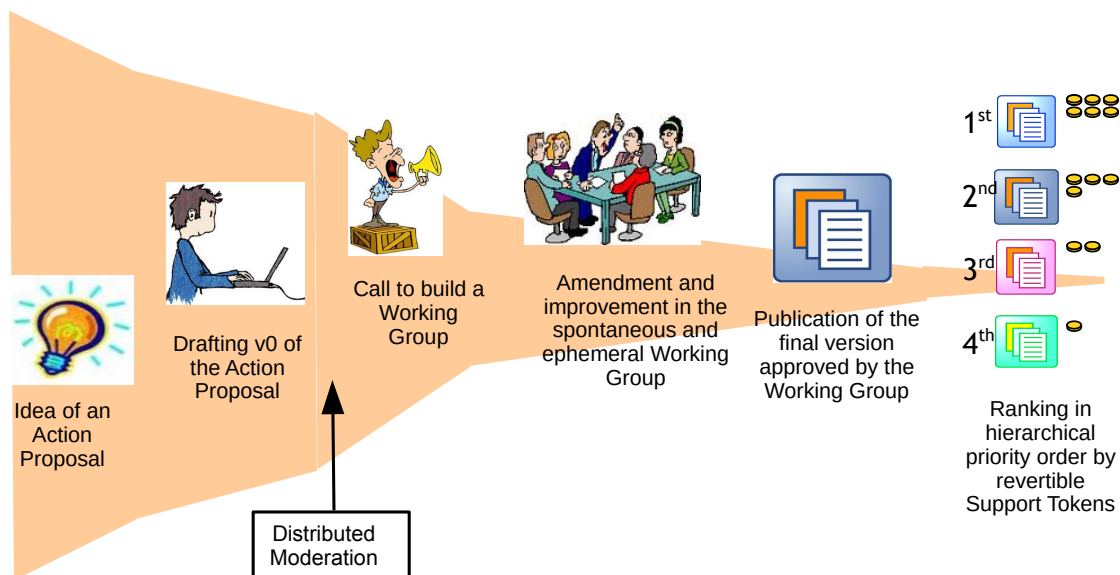 Idea of an
Action
Proposal
Drafting v0 of
the Action
Proposal
Distributed
Moderation
Call to build a
Working
Group
Amendment and
improvement in the
spontaneous and
ephemeral Working
Group
Publication of the
final version
approved by the
Working Group
1st
2nd
3rd
4th
Ranking in
hierarchical
priority order by
revertible
Support Tokens